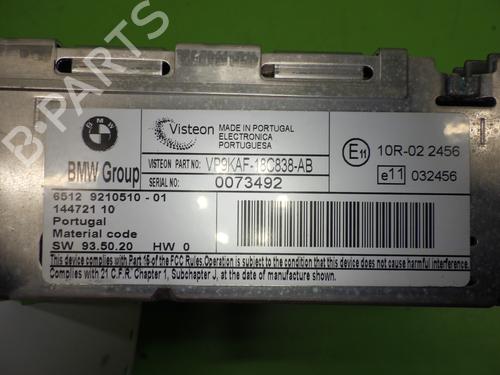 B-PARTS
BMW
BMW Group
Visteon
MADE IN PORTUGAL
ELECTRONICA
PORTUGUESA
VISTEON PART NO: VP9KAF-18C838-AB
SERIAL NO: 0073492
E11 10R-02 2456
e11 032456
6512 9210510 - 01
144721 10
Portugal
Material code
SW 93.50.20 HW 0
This device complies with Part 15 of the FCC Rules. Operation is subject to the condition that this device does not cause harmful interference
Complies with 21 C.F.R. Chapter 1, Subchapter J, at the date of manufacture shown.